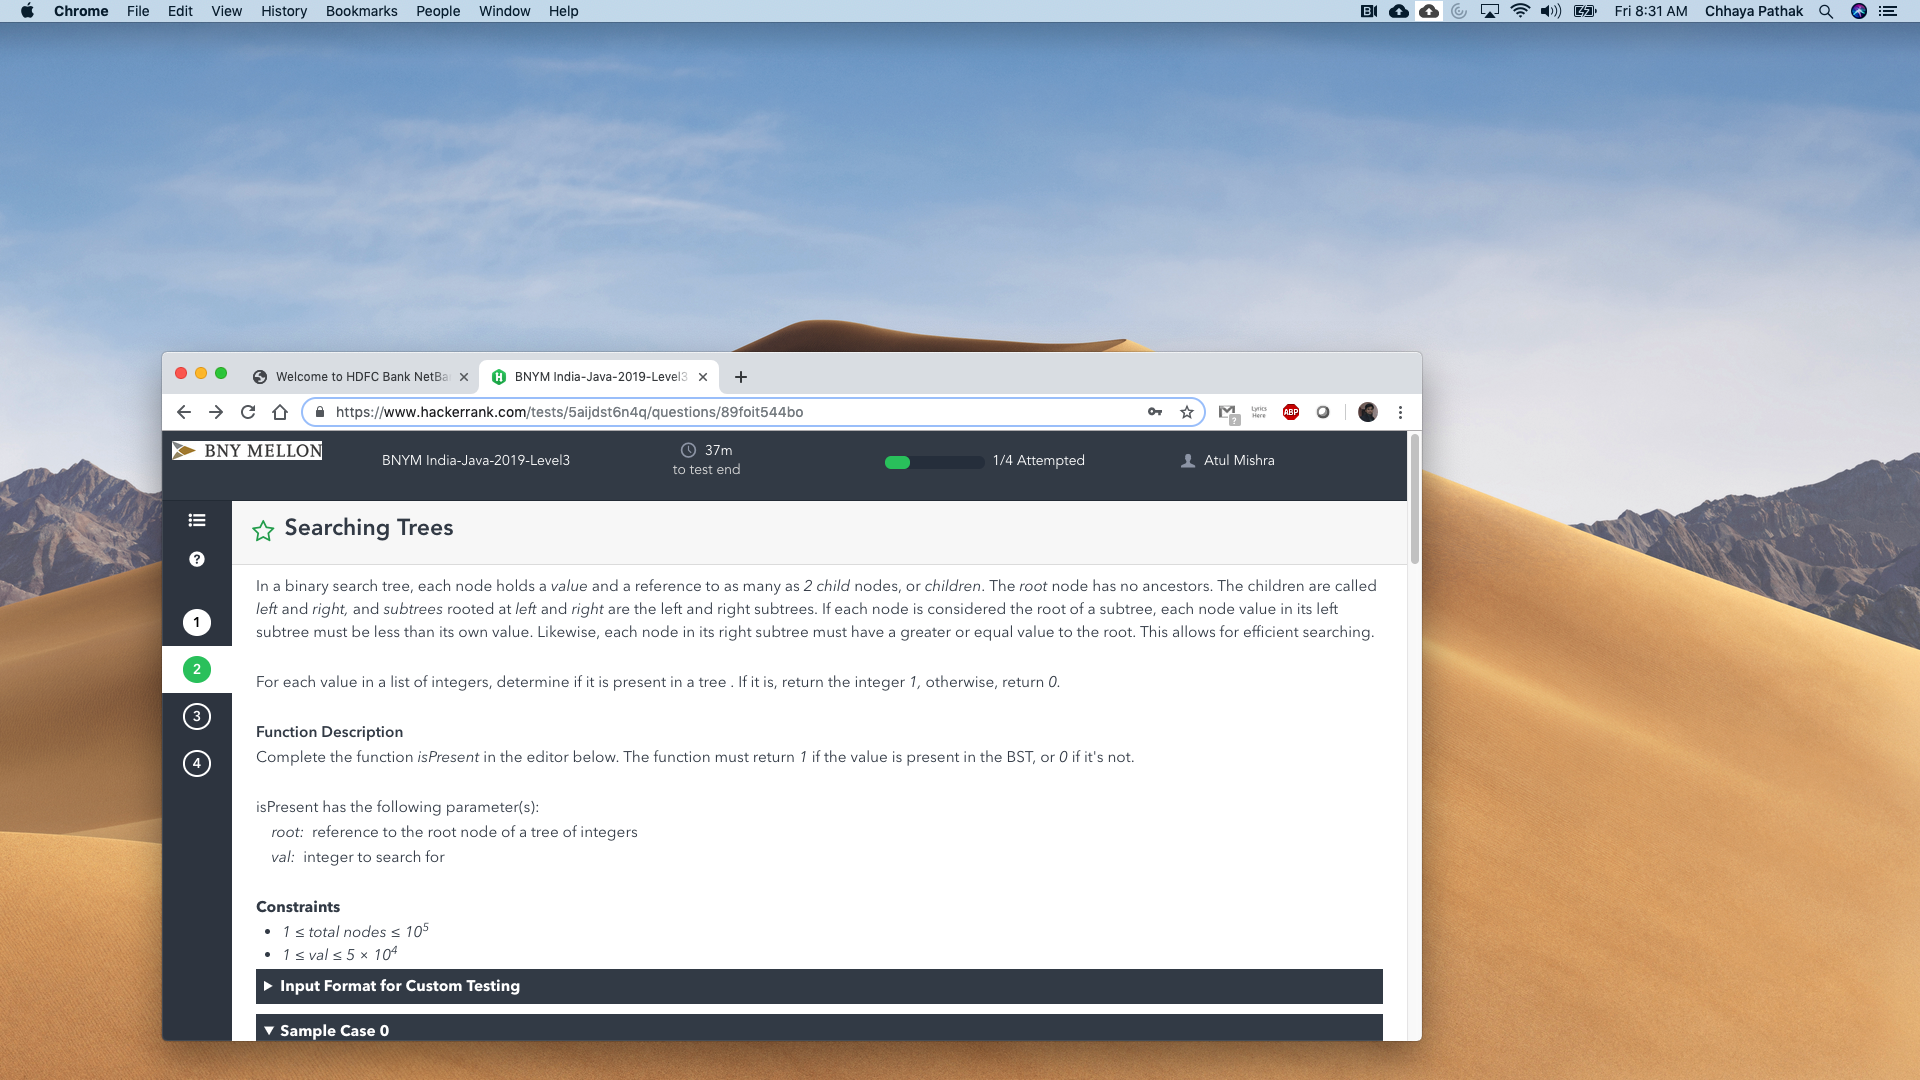 Chrome File Edit View History Bookmarks People Window Help Fri 8:31 AM Chhaya Pathak
Welcome to HDFC Bank NetBa BNYM India-Java-2019-Level3
https://www.hackerrank.com/tests/5aijdst6n4q/questions/89foit544bo Lyrics Here ABP
BNY MELLON
BNYM India-Java-2019-Level3
37m
to test end
1/4 Attempted
Atul Mishra
?
1
2
3
4
Searching Trees
In a binary search tree, each node holds a value and a reference to as many as 2 child nodes, or children. The root node has no ancestors. The children are called
left and right, and subtrees rooted at left and right are the left and right subtrees. If each node is considered the root of a subtree, each node value in its left
subtree must be less than its own value. Likewise, each node in its right subtree must have a greater or equal value to the root. This allows for efficient searching.
For each value in a list of integers, determine if it is present in a tree . If it is, return the integer 1, otherwise, return 0.
Function Description
Complete the function isPresent in the editor below. The function must return 1 if the value is present in the BST, or 0 if it's not.
isPresent has the following parameter(s):
root: reference to the root node of a tree of integers
val: integer to search for
Constraints
• 1 ≤ total nodes ≤ 10⁵
• 1 ≤ val ≤ 5 × 10⁴
Input Format for Custom Testing
Sample Case 0